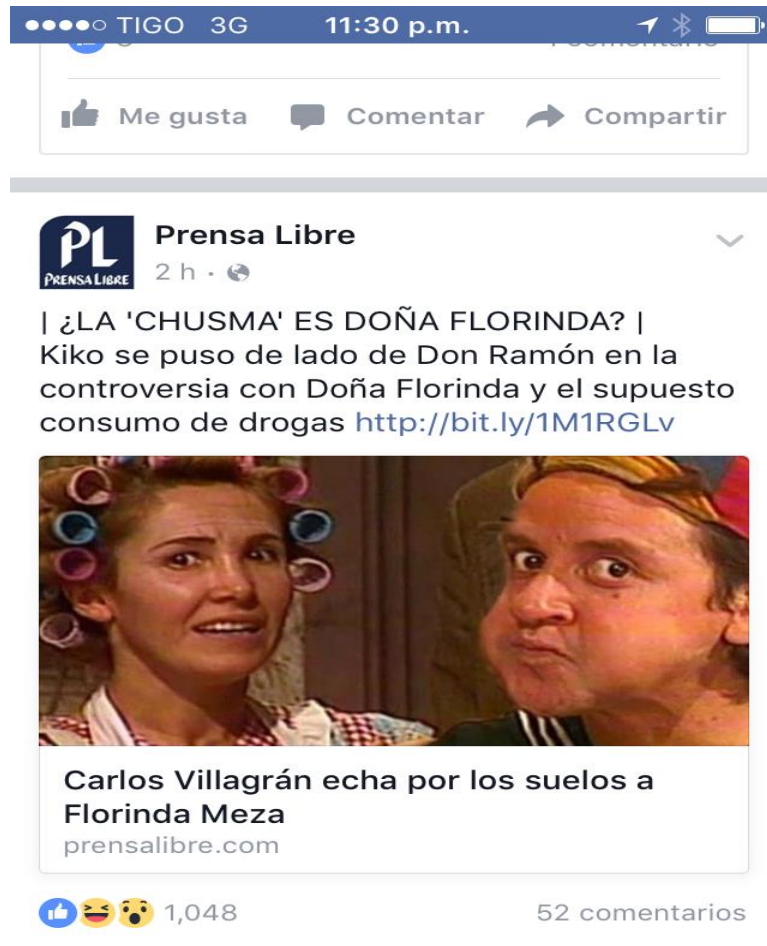 TIGO 3G 11:30 p.m.
Me gusta Comentar Compartir
PL
PRENSA LIBRE
Prensa Libre
2 h ·
| ¿LA 'CHUSMA' ES DOÑA FLORINDA? |
Kiko se puso de lado de Don Ramón en la
controversia con Doña Florinda y el supuesto
consumo de drogas http://bit.ly/1M1RGLv
Carlos Villagrán echa por los suelos a
Florinda Meza
prensalibre.com
1,048 52 comentarios